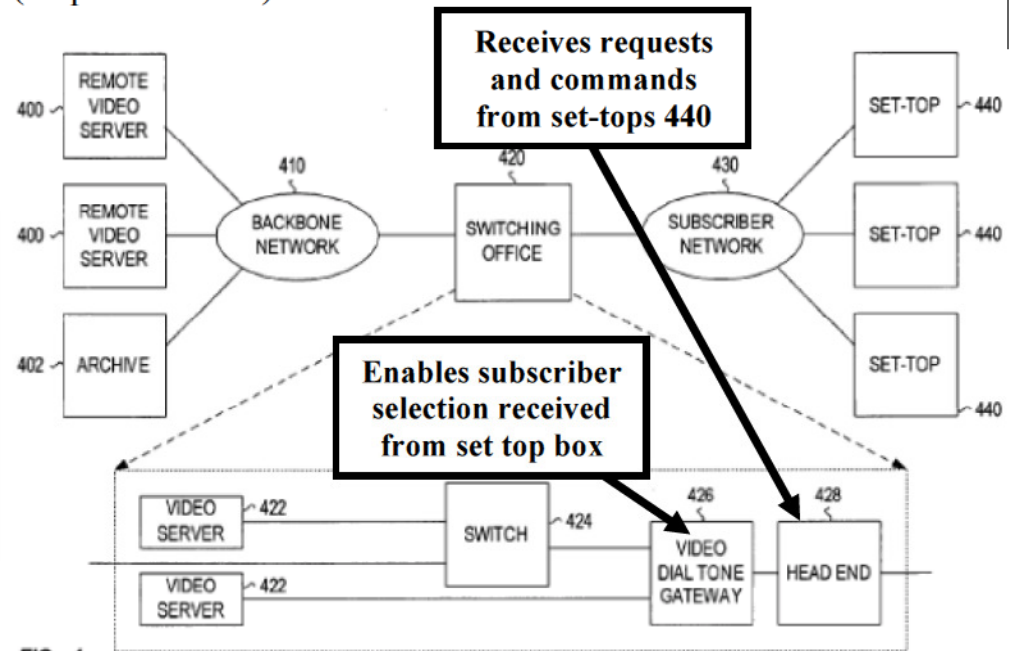 Receives requests
and commands
from set-tops 440
REMOTE
VIDEO
SERVER
400
SET-TOP
440
410
420
430
REMOTE
VIDEO
SERVER
400
BACKBONE
NETWORK
SWITCHING
OFFICE
SUBSCRIBER
NETWORK
SET-TOP
440
402
ARCHIVE
Enables subscriber
selection received
from set top box
SET-TOP
440
VIDEO
SERVER
422
SWITCH
424
426
428
VIDEO
DIAL TONE
GATEWAY
HEAD END
VIDEO
SERVER
422